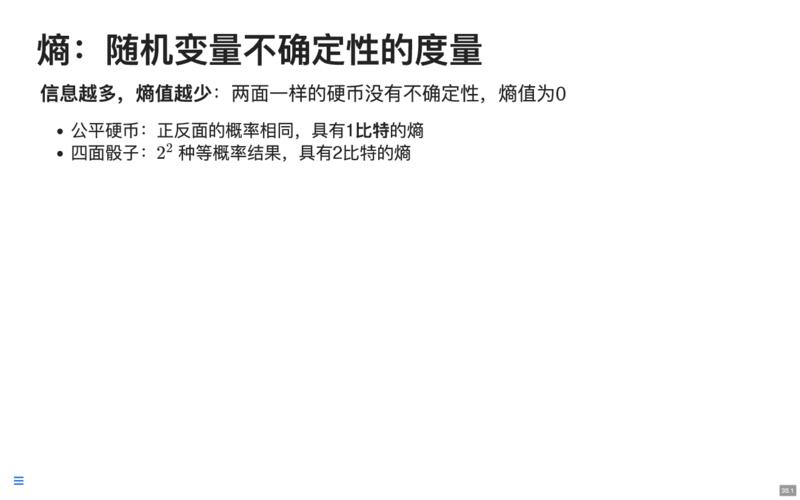 熵：随机变量不确定性的度量
信息越多，熵值越少：两面一样的硬币没有不确定性，熵值为0
• 公平硬币：正反面的概率相同，具有1比特的熵
• 四面骰子：2² 种等概率结果，具有2比特的熵
35.1